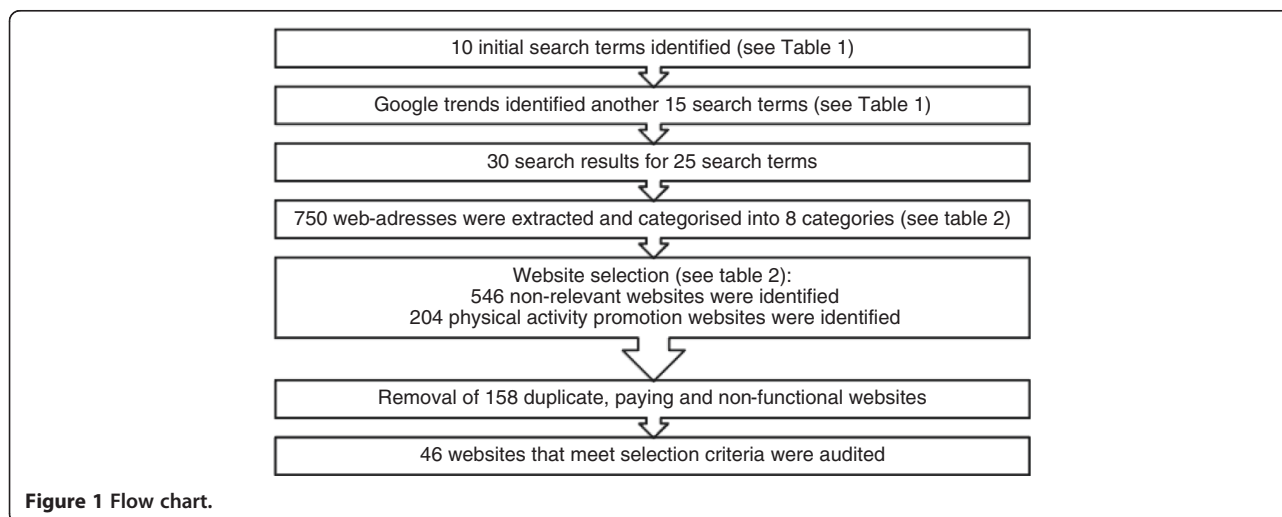 10 initial search terms identified (see Table 1)
Google trends identified another 15 search terms (see Table 1)
30 search results for 25 search terms
750 web-adresses were extracted and categorised into 8 categories (see table 2)
Website selection (see table 2):
546 non-relevant websites were identified
204 physical activity promotion websites were identified
Removal of 158 duplicate, paying and non-functional websites
46 websites that meet selection criteria were audited
Figure 1 Flow chart.